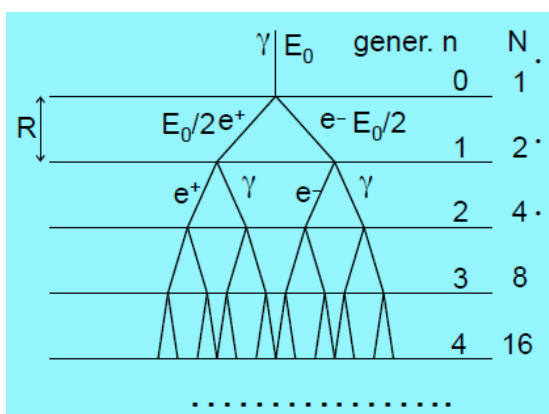 γ E₀ gener. n N
0 1
R E₀/2 e⁺ e⁻ E₀/2
1 2
e⁺ γ e⁻ γ
2 4
3 8
4 16